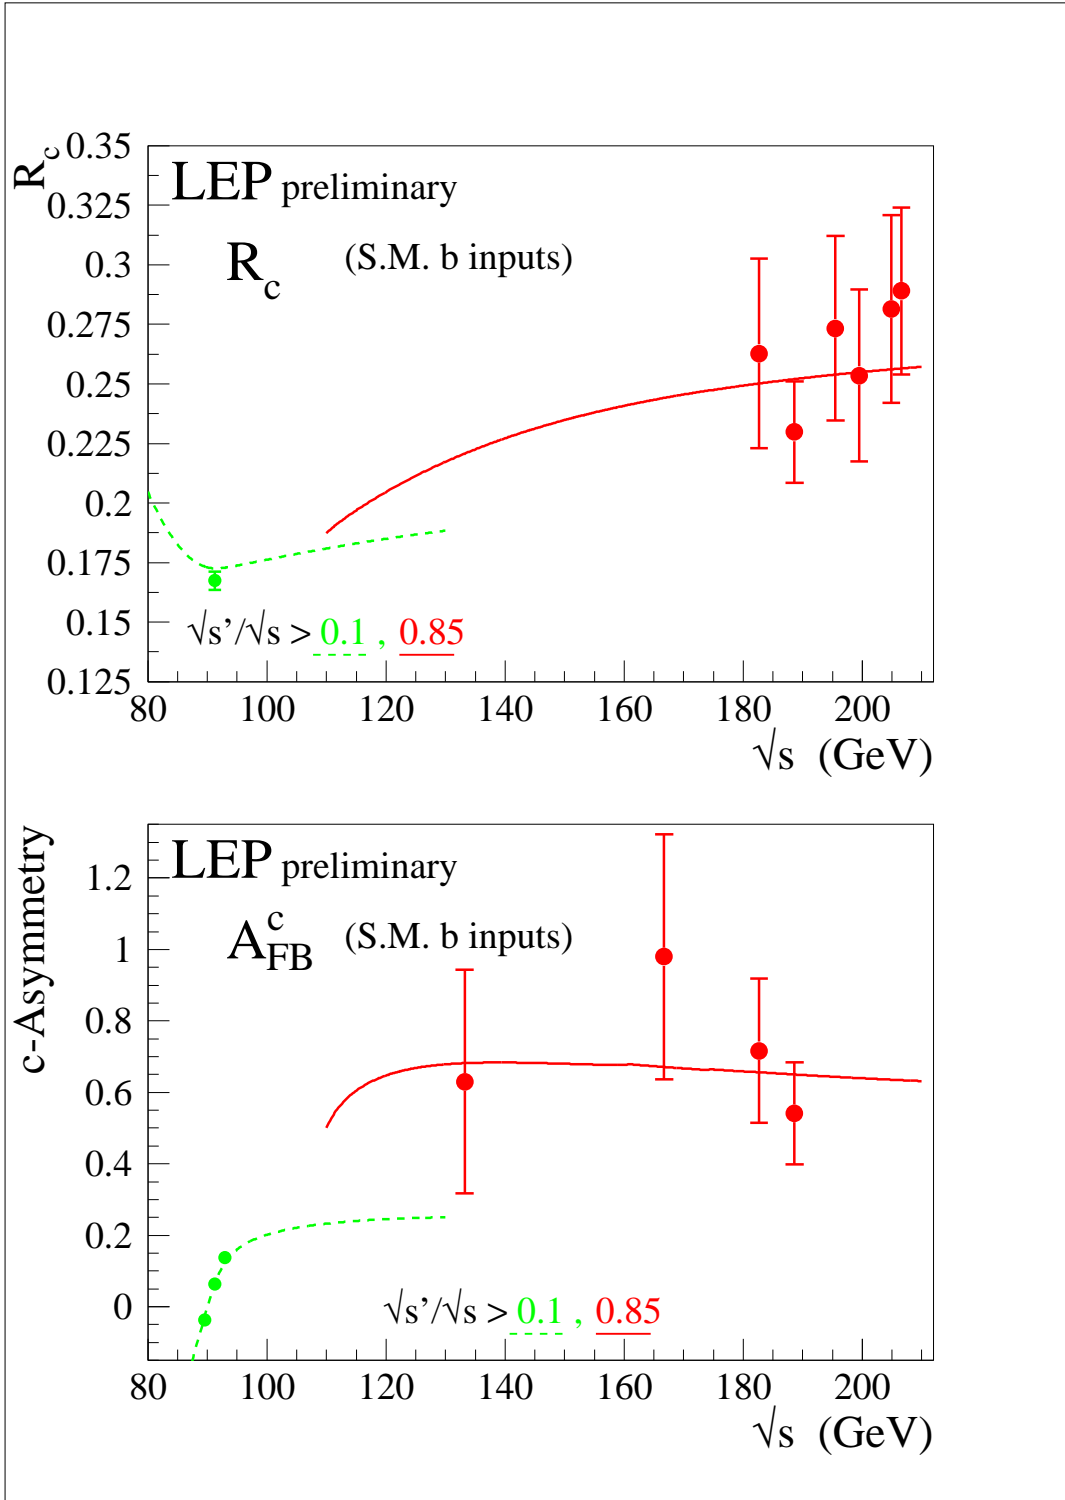 R_c
0.35
LEP preliminary
0.325
R_c (S.M. b inputs)
0.3
0.275
0.25
0.225
0.2
0.175
0.15
√s’/√s > 0.1 , 0.85
0.125
80 100 120 140 160 180 200
√s (GeV)
c-Asymmetry
LEP preliminary
1.2
A_FB^c (S.M. b inputs)
1
0.8
0.6
0.4
0.2
0
√s’/√s > 0.1 , 0.85
80 100 120 140 160 180 200
√s (GeV)